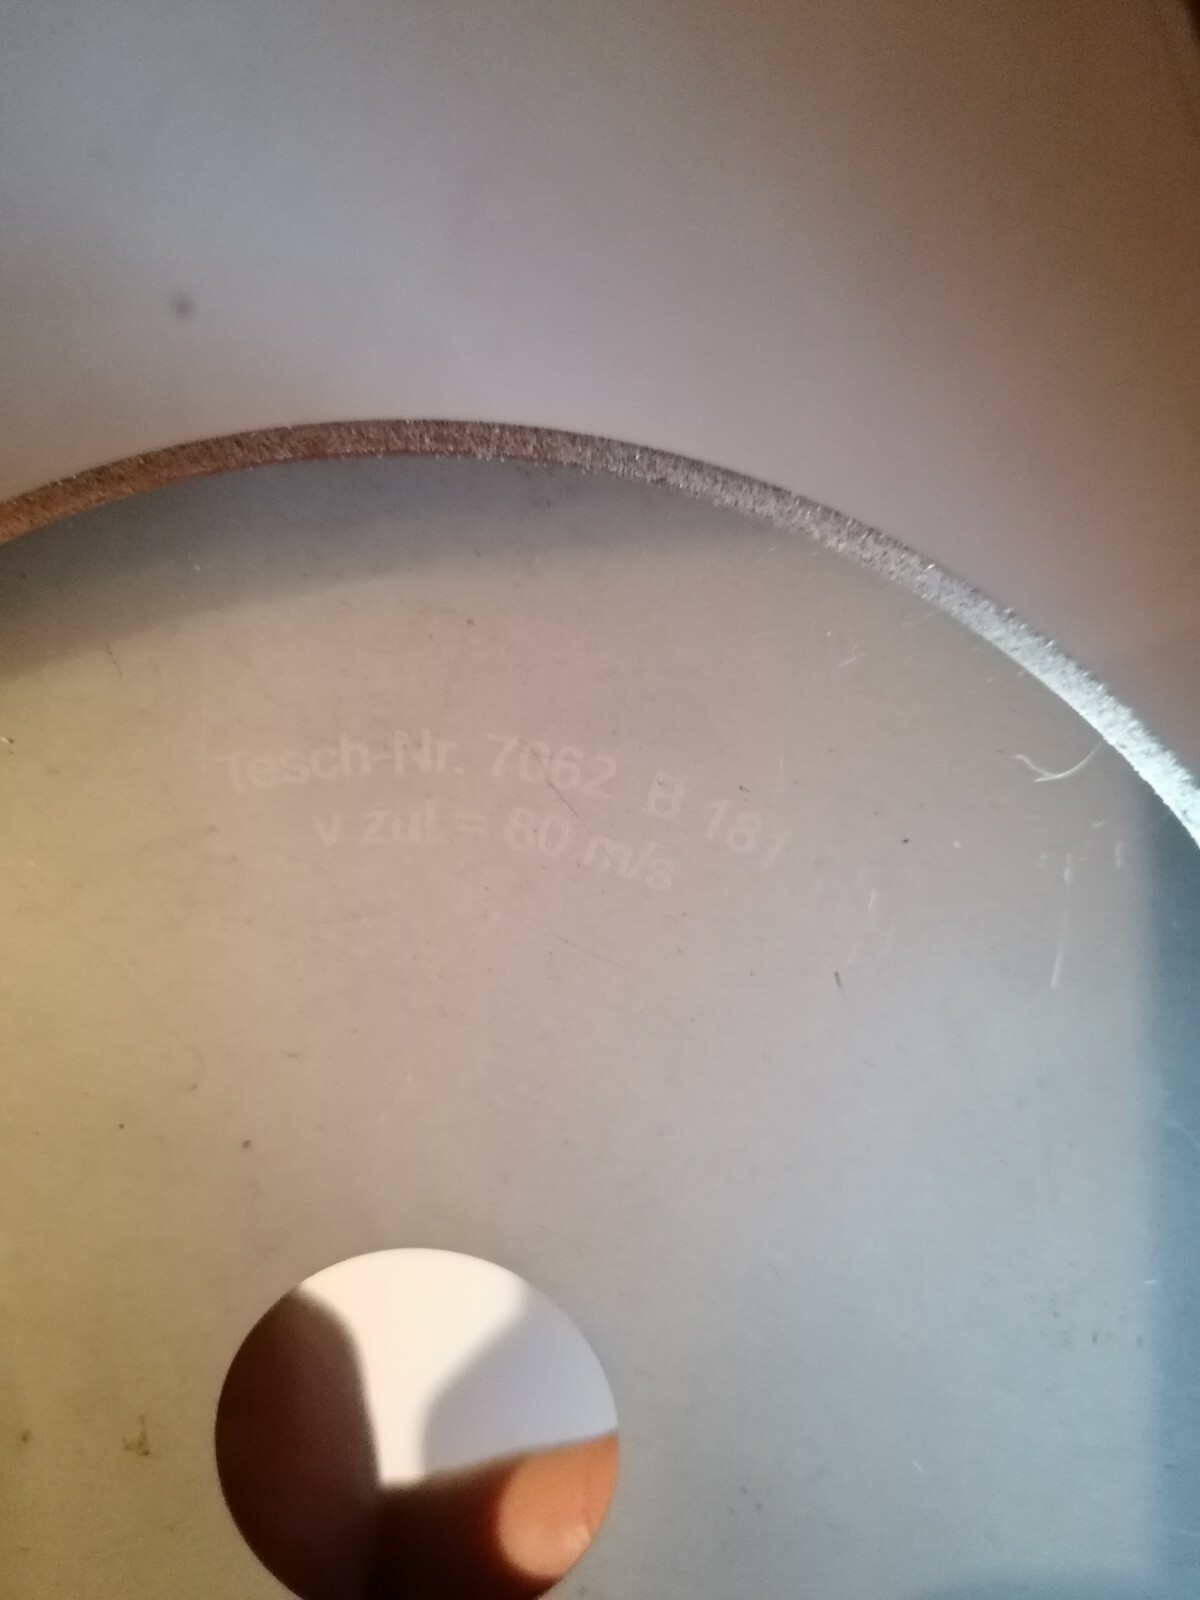 Tesch-Nr. 7062 B 181
v zul = 80 m/s